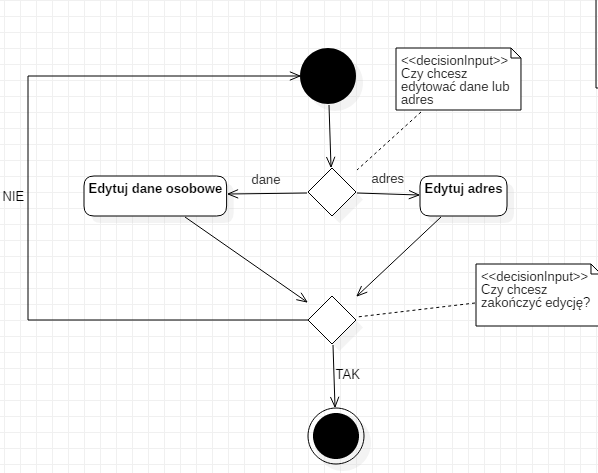 <<decisionInput>>
Czy chcesz
edytować dane lub
adres
dane
adres
Edytuj dane osobowe
Edytuj adres
NIE
<<decisionInput>>
Czy chcesz
zakończyć edycję?
TAK